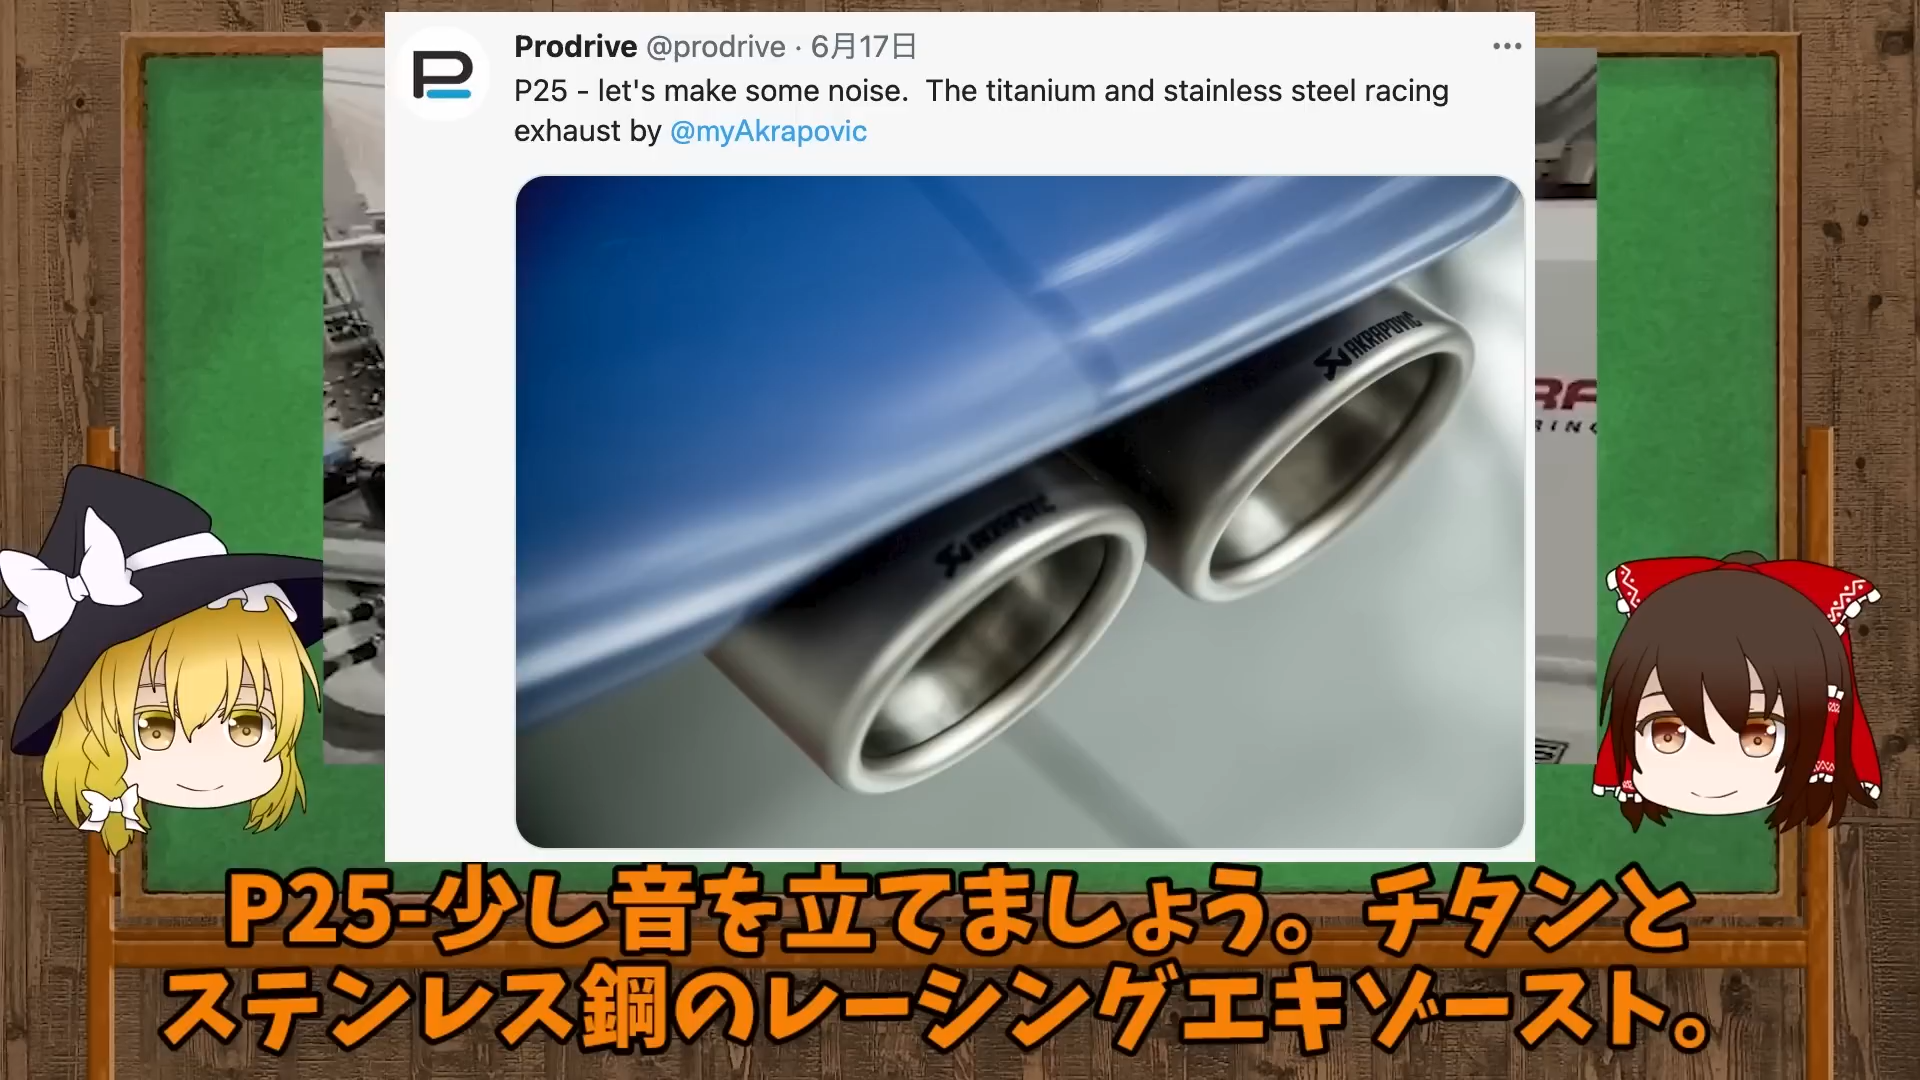 Prodrive @prodrive · 6月17日
P25 - let's make some noise.  The titanium and stainless steel racing
exhaust by @myAkrapovic
AKRAPOVIC
AKRAPOVIC
P25-少し音を立てましょう。チタンと
ステンレス鋼のレーシングエキゾースト。